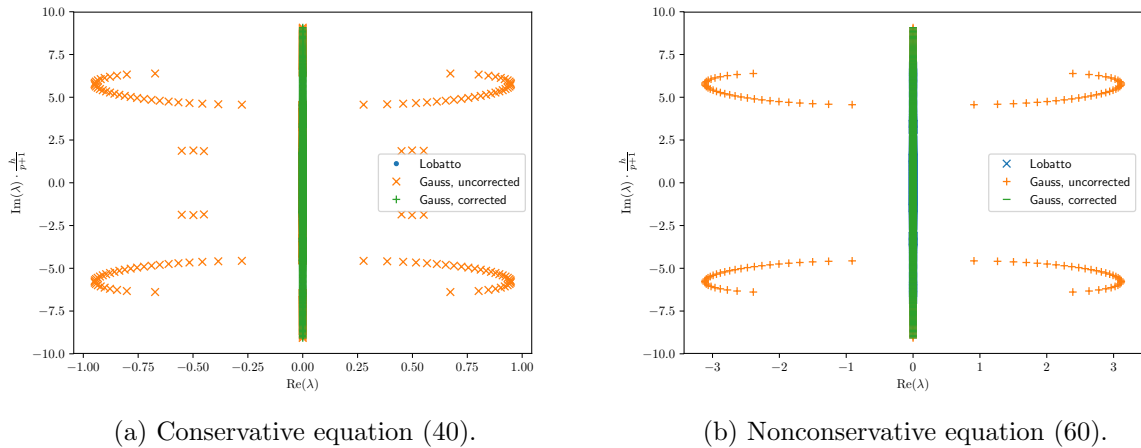 10.0
7.5
5.0
2.5
0.0
−2.5
−5.0
−7.5
−10.0
Im(λ) · h/(p+1)
−1.00 −0.75 −0.50 −0.25 0.00 0.25 0.50 0.75 1.00
Re(λ)
Lobatto
Gauss, uncorrected
Gauss, corrected
(a) Conservative equation (40).
10.0
7.5
5.0
2.5
0.0
−2.5
−5.0
−7.5
−10.0
Im(λ) · h/(p+1)
−3 −2 −1 0 1 2 3
Re(λ)
Lobatto
Gauss, uncorrected
Gauss, corrected
(b) Nonconservative equation (60).